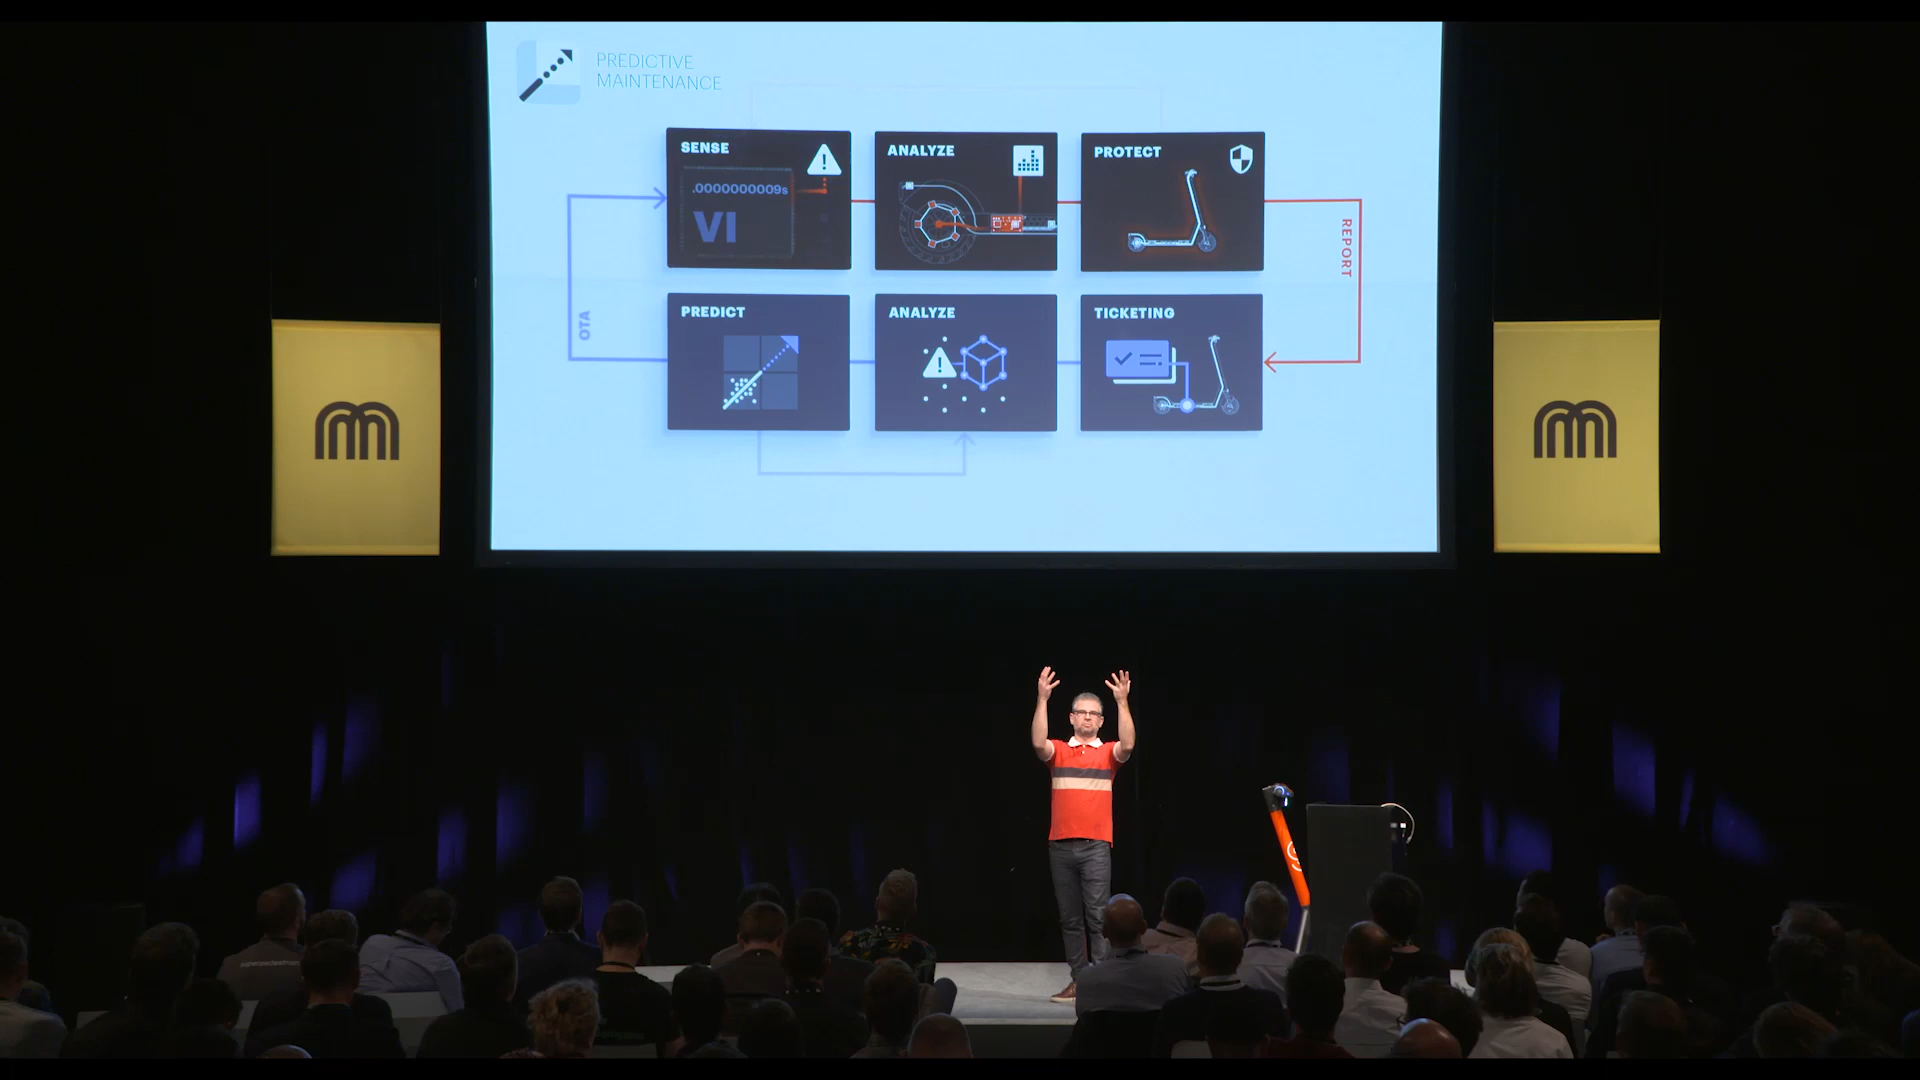 PREDICTIVE
MAINTENANCE
SENSE
.0000000009s
VI
ANALYZE
PROTECT
REPORT
OTA
PREDICT
ANALYZE
TICKETING